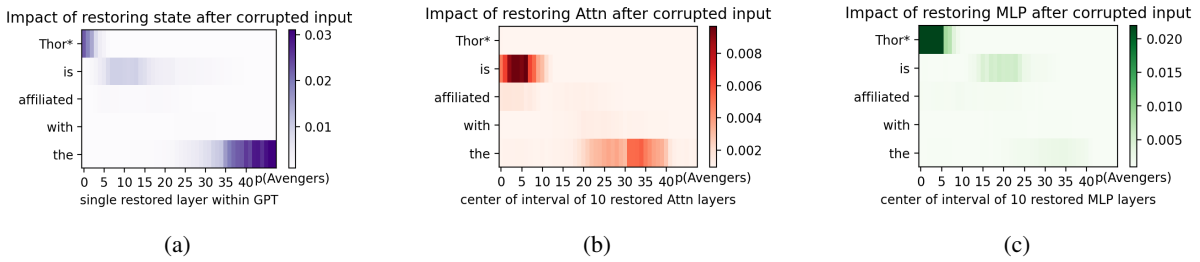 Impact of restoring state after corrupted input
Thor*
is
affiliated
with
the
0 5 10 15 20 25 30 35 40
p(Avengers)
single restored layer within GPT
0.03
0.02
0.01
(a)
Impact of restoring Attn after corrupted input
Thor*
is
affiliated
with
the
0 5 10 15 20 25 30 35 40
p(Avengers)
center of interval of 10 restored Attn layers
0.008
0.006
0.004
0.002
(b)
Impact of restoring MLP after corrupted input
Thor*
is
affiliated
with
the
0 5 10 15 20 25 30 35 40
p(Avengers)
center of interval of 10 restored MLP layers
0.020
0.015
0.010
0.005
(c)